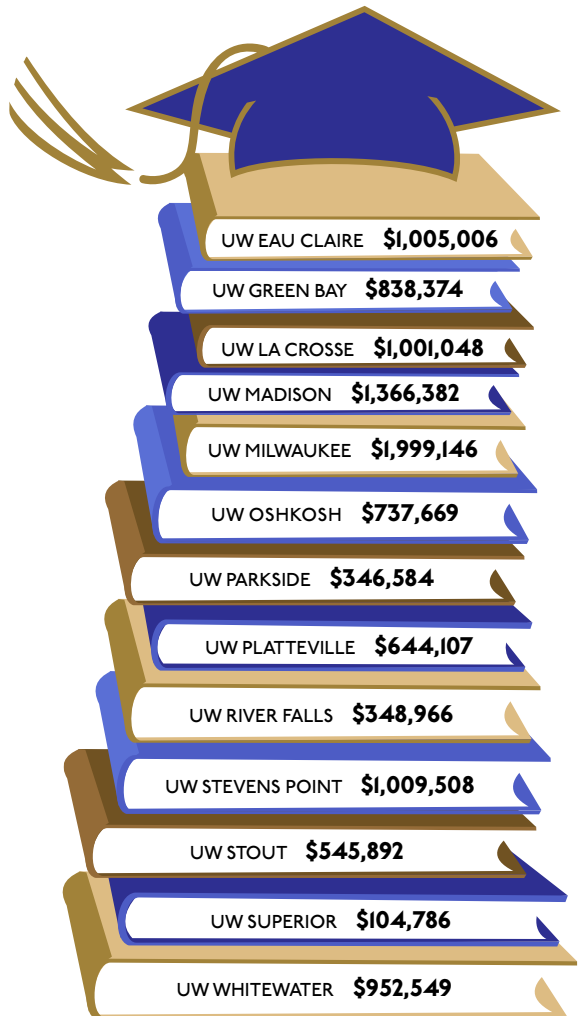 UW EAU CLAIRE $1,005,006
UW GREEN BAY $838,374
UW LA CROSSE $1,001,048
UW MADISON $1,366,382
UW MILWAUKEE $1,999,146
UW OSHKOSH $737,669
UW PARKSIDE $346,584
UW PLATTEVILLE $644,107
UW RIVER FALLS $348,966
UW STEVENS POINT $1,009,508
UW STOUT $545,892
UW SUPERIOR $104,786
UW WHITEWATER $952,549